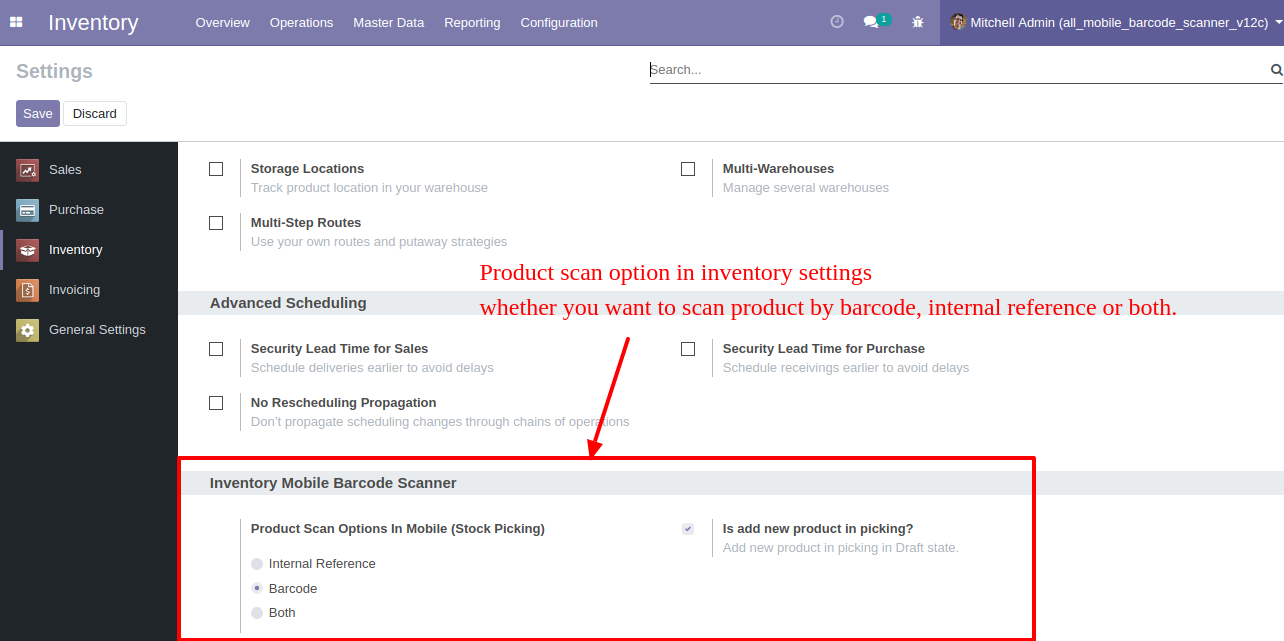 Inventory Overview Operations Master Data Reporting Configuration 1 Mitchell Admin (all_mobile_barcode_scanner_v12c)
Settings Search...
Save Discard
Sales
Purchase
Inventory
Invoicing
General Settings
Storage Locations Multi-Warehouses
Track product location in your warehouse Manage several warehouses
Multi-Step Routes
Use your own routes and putaway strategies
Product scan option in inventory settings
whether you want to scan product by barcode, internal reference or both.
Advanced Scheduling
Security Lead Time for Sales Security Lead Time for Purchase
Schedule deliveries earlier to avoid delays Schedule receivings earlier to avoid delays
No Rescheduling Propagation
Don't propagate scheduling changes through chains of operations
Inventory Mobile Barcode Scanner
Product Scan Options In Mobile (Stock Picking) Is add new product in picking?
Add new product in picking in Draft state.
Internal Reference
Barcode
Both